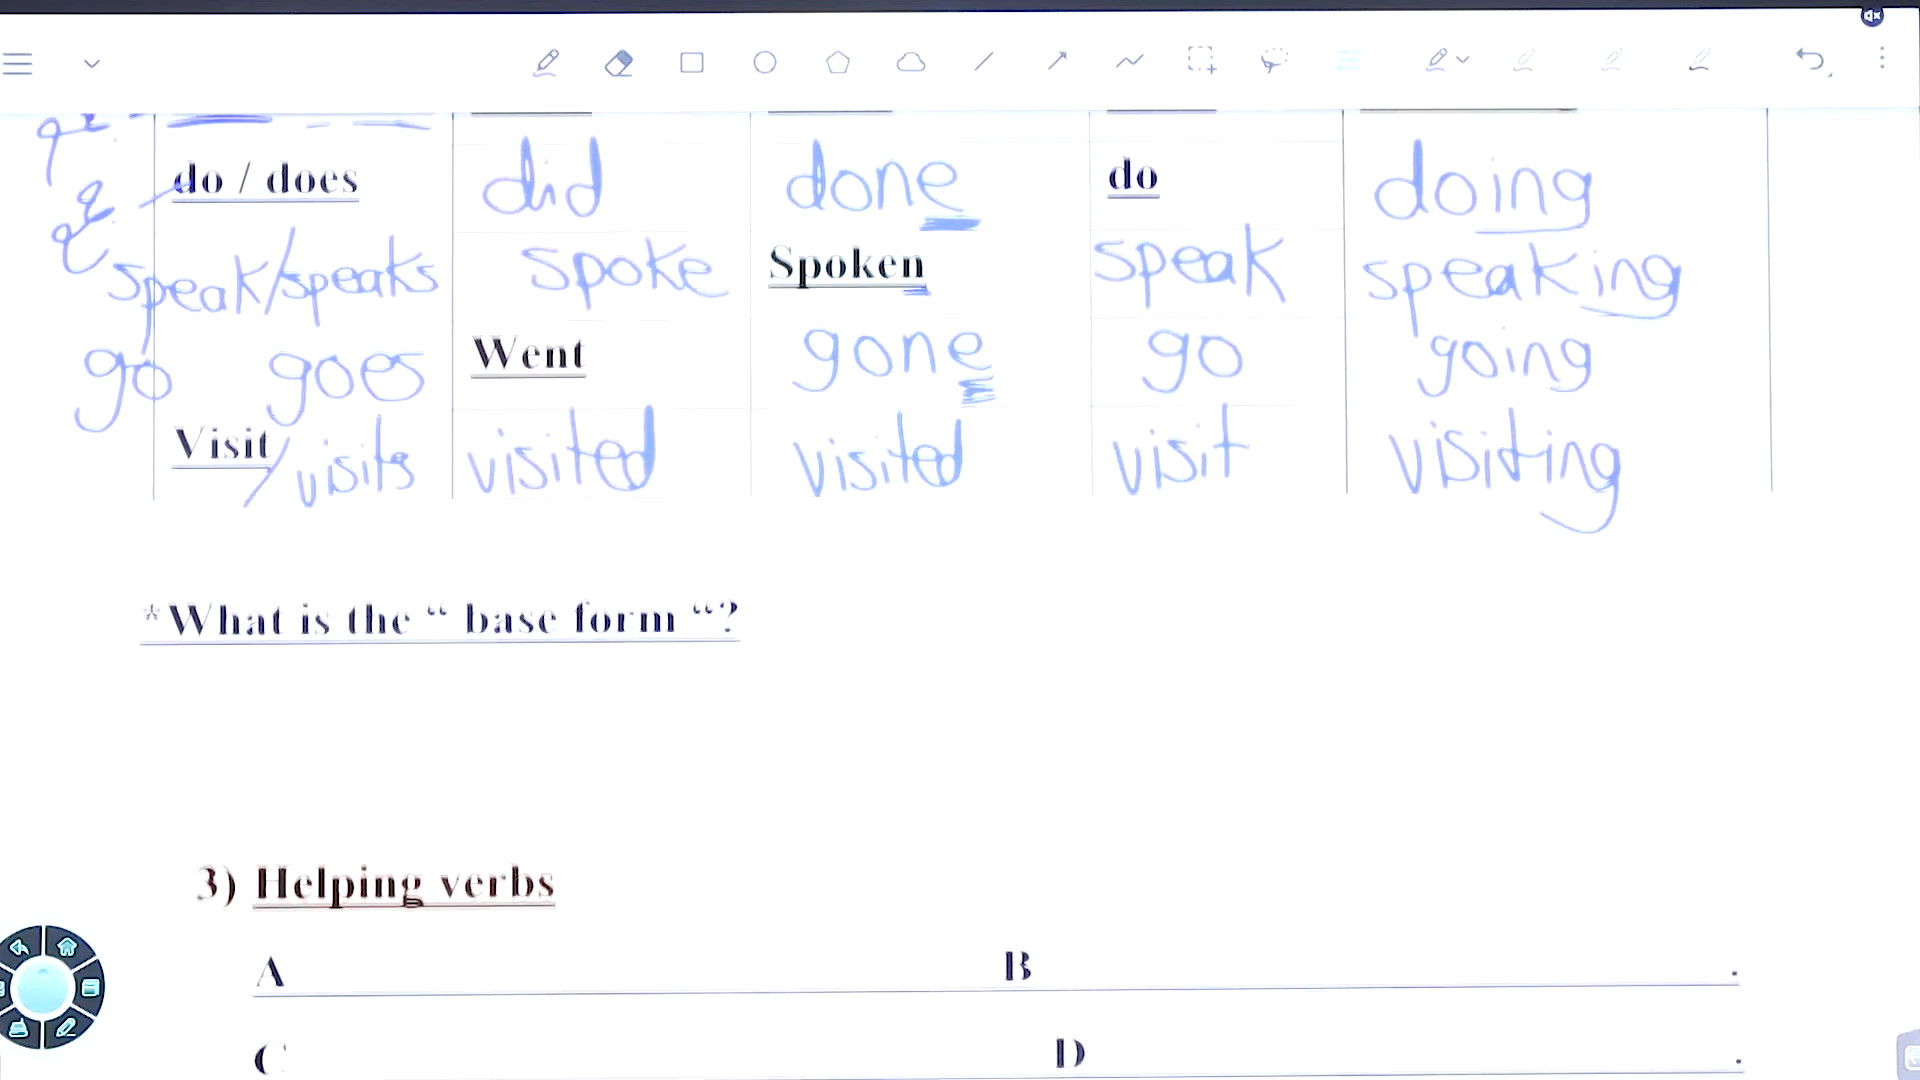 do / does did done do doing
speak/speaks spoke Spoken speak speaking
go goes Went gone go going
Visit/visits visited visited visit visiting
*What is the “ base form “?
3) Helping verbs
A B .
C D .